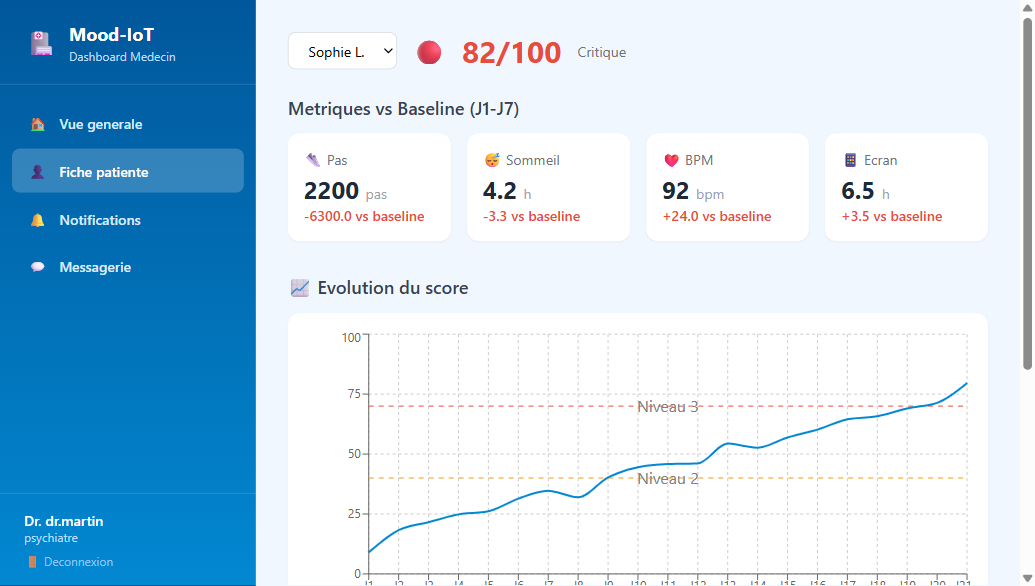 Mood-IoT
Dashboard Medecin
Vue generale
Fiche patiente
Notifications
Messagerie
Dr. dr.martin
psychiatre
Deconnexion
Sophie L.
82/100
Critique
Metriques vs Baseline (J1-J7)
Pas
2200 pas
-6300.0 vs baseline
Sommeil
4.2 h
-3.3 vs baseline
BPM
92 bpm
+24.0 vs baseline
Ecran
6.5 h
+3.5 vs baseline
Evolution du score
100
75
Niveau 3
50
Niveau 2
25
0